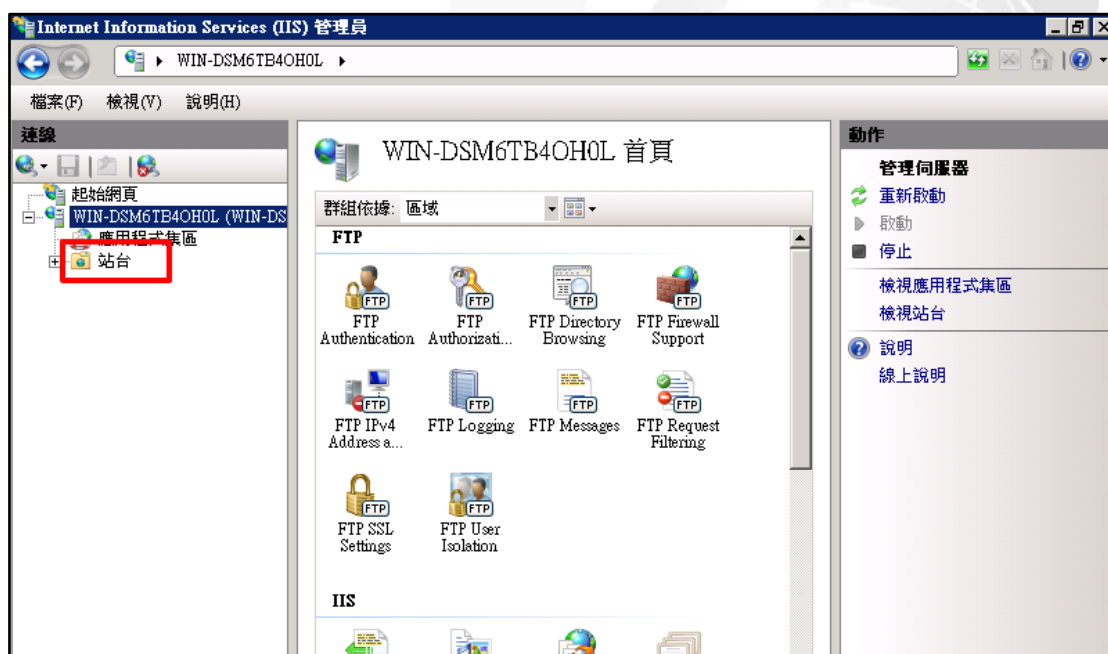 Internet Information Services (IIS) 管理員
WIN-DSM6TB4OH0L
檔案(F) 檢視(V) 說明(H)
連線
起始網頁
WIN-DSM6TB4OH0L (WIN-DS
應用程式集區
站台
WIN-DSM6TB4OH0L 首頁
群組依據: 區域
FTP
FTP Authentication
FTP Authorizati...
FTP Directory Browsing
FTP Firewall Support
FTP IPv4 Address a...
FTP Logging
FTP Messages
FTP Request Filtering
FTP SSL Settings
FTP User Isolation
IIS
動作
管理伺服器
重新啟動
啟動
停止
檢視應用程式集區
檢視站台
說明
線上說明